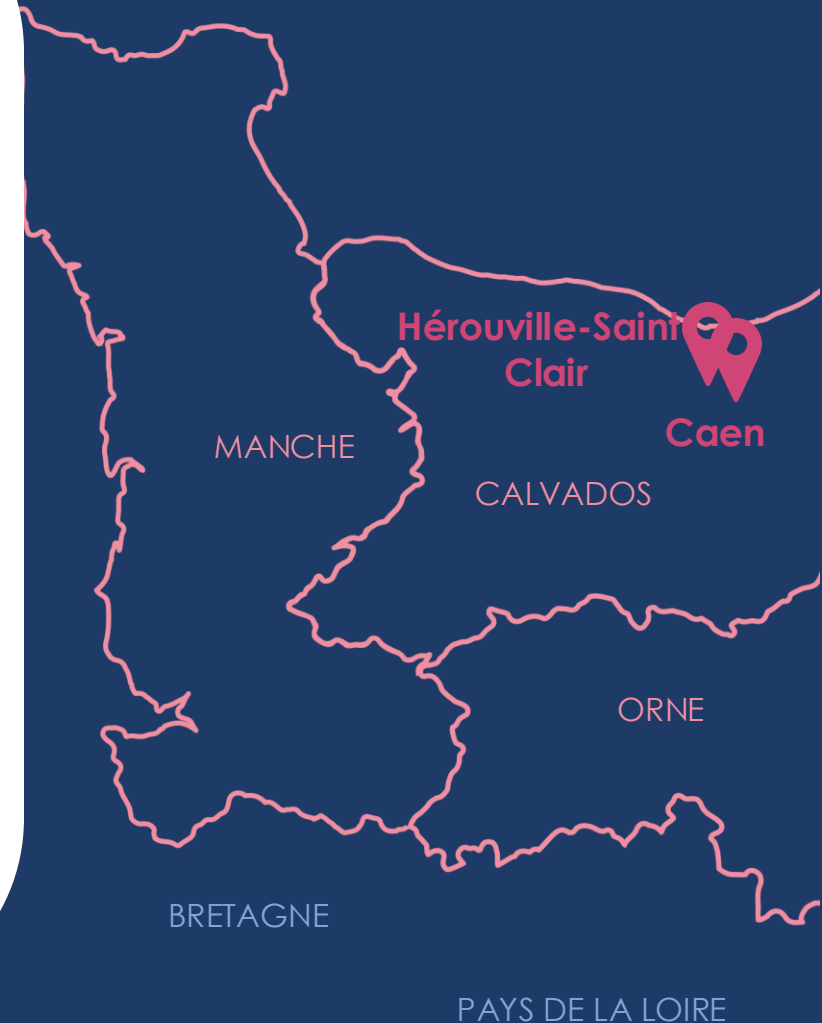 Hérouville-Saint
Clair
Caen
MANCHE
CALVADOS
ORNE
BRETAGNE
PAYS DE LA LOIRE